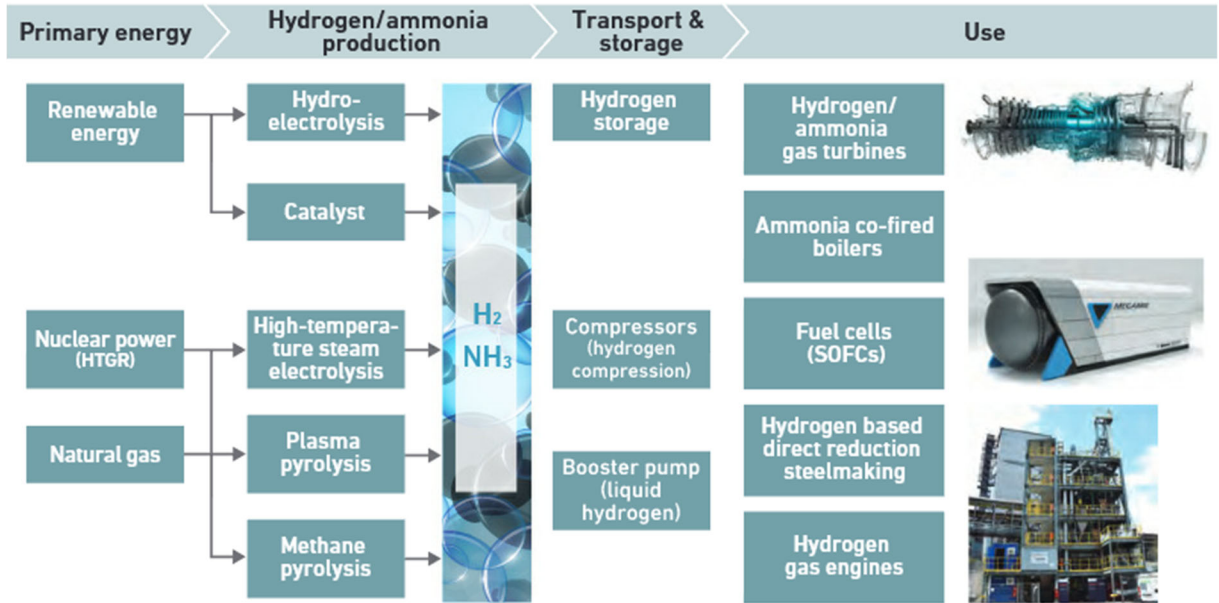 Primary energy
Hydrogen/ammonia
production
Transport &
storage
Use
Renewable
energy
Nuclear power
(HTGR)
Natural gas
Hydro-
electrolysis
Catalyst
High-tempera-
ture steam
electrolysis
Plasma
pyrolysis
Methane
pyrolysis
H2
NH3
Hydrogen
storage
Compressors
(hydrogen
compression)
Booster pump
(liquid
hydrogen)
Hydrogen/
ammonia
gas turbines
Ammonia co-fired
boilers
Fuel cells
(SOFCs)
Hydrogen based
direct reduction
steelmaking
Hydrogen
gas engines
MEGAMIE